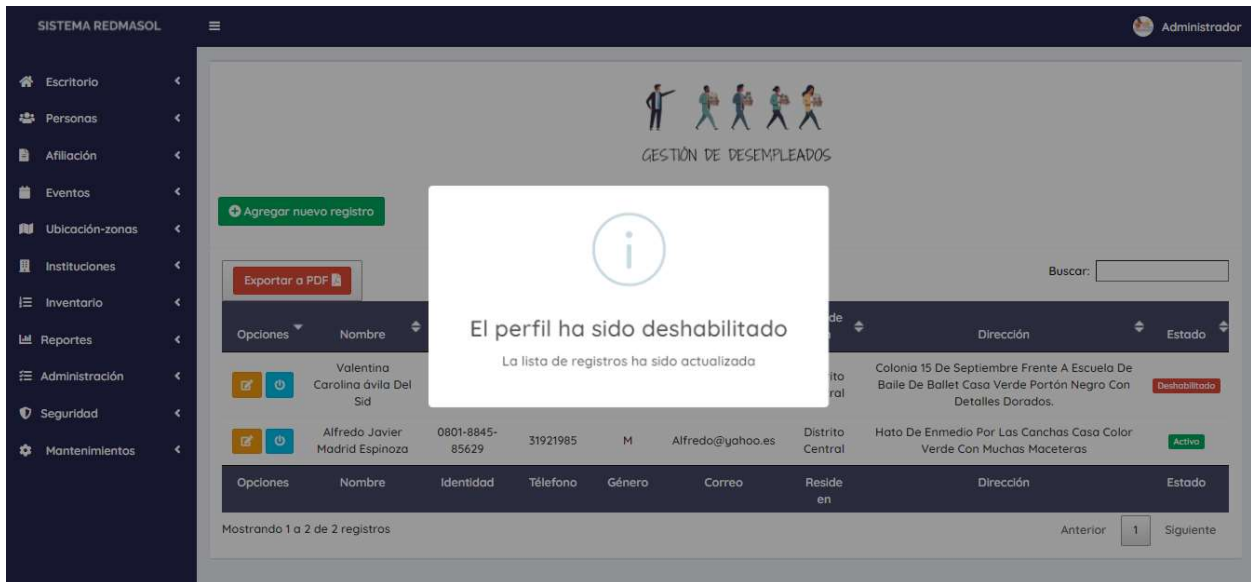 SISTEMA REDMASOL
Administrador
Escritorio
Personas
Afiliación
Eventos
Ubicación-zonas
Instituciones
Inventario
Reportes
Administración
Seguridad
Mantenimientos
GESTIÓN DE DESEMPLEADOS
Agregar nuevo registro
Exportar a PDF
Buscar:
El perfil ha sido deshabilitado
La lista de registros ha sido actualizada
Opciones Nombre Dirección Estado
Valentina
Carolina ávila Del
Sid
Colonia 15 De Septiembre Frente A Escuela De
Baile De Ballet Casa Verde Portón Negro Con
Detalles Dorados.
Deshabilitado
Alfredo Javier
Madrid Espinoza
0801-8845-
85629
31921985
M
Alfredo@yahoo.es
Distrito
Central
Hato De Enmedio Por Las Canchas Casa Color
Verde Con Muchas Maceteras
Activo
Opciones Nombre Identidad Télefono Género Correo Reside
en
Dirección Estado
Mostrando 1 a 2 de 2 registros
Anterior 1 Siguiente